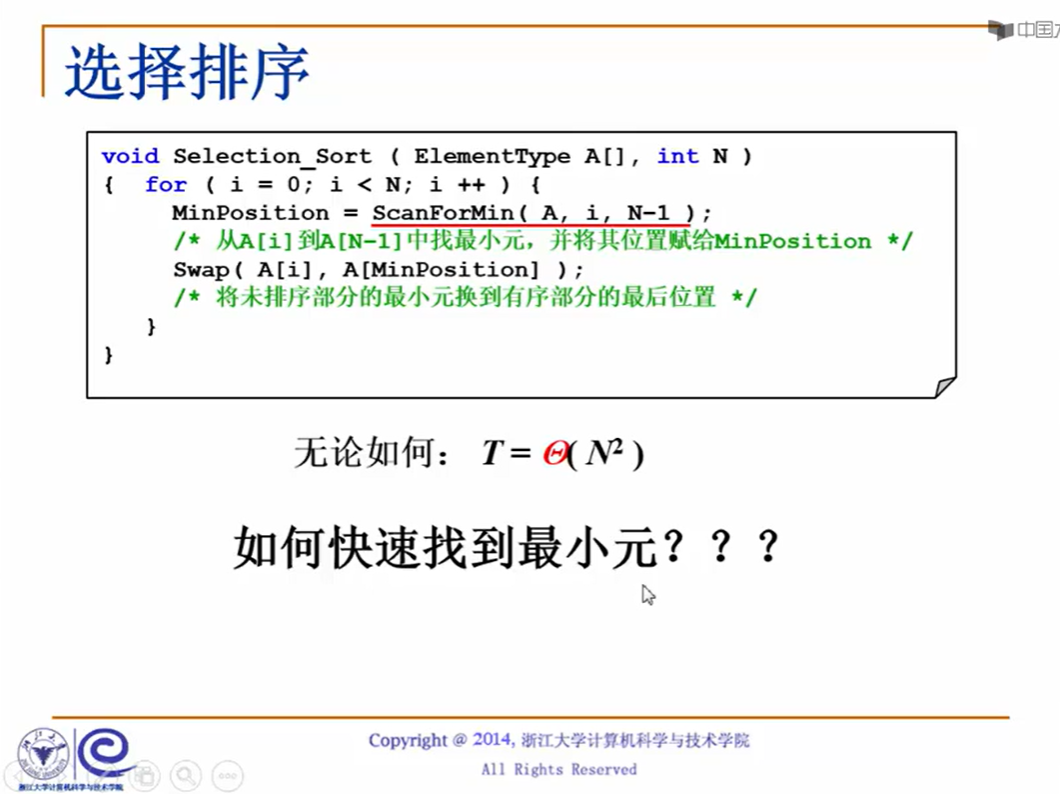 中国
选择排序
void Selection_Sort ( ElementType A[], int N )
{ for ( i = 0; i < N; i ++ ) {
MinPosition = ScanForMin( A, i, N–1 );
/* 从A[i]到A[N–1]中找最小元，并将其位置赋给MinPosition */
Swap( A[i], A[MinPosition] );
/* 将未排序部分的最小元换到有序部分的最后位置 */
}
}
无论如何： T = Θ( N² )
如何快速找到最小元？？？
Copyright @ 2014, 浙江大学计算机科学与技术学院
All Rights Reserved
浙江大学计算机科学与技术学院